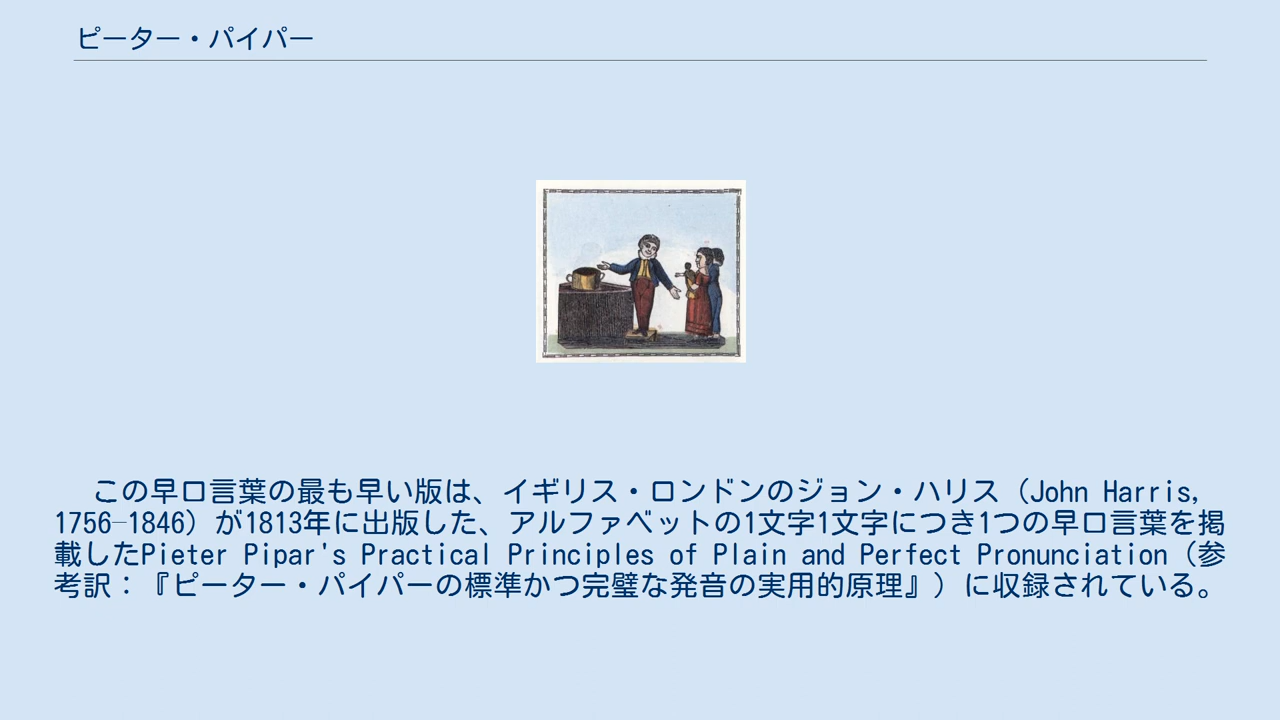 ピーター・パイパー
この早口言葉の最も早い版は、イギリス・ロンドンのジョン・ハリス（John Harris,
1756–1846）が1813年に出版した、アルファベットの1文字1文字につき1つの早口言葉を掲
載したPieter Pipar's Practical Principles of Plain and Perfect Pronunciation（参
考訳：『ピーター・パイパーの標準かつ完璧な発音の実用的原理』）に収録されている。